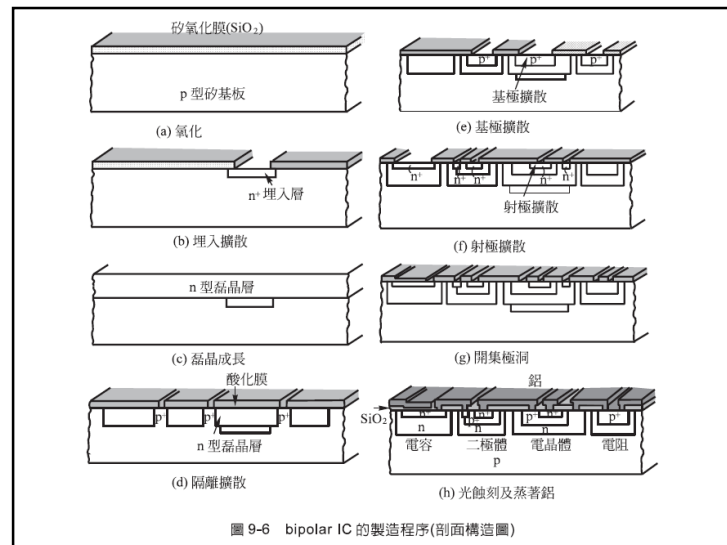 矽氧化膜(SiO₂)
p 型矽基板
(a) 氧化
n⁺ 埋入層
(b) 埋入擴散
n 型磊晶層
(c) 磊晶成長
酸化膜
p⁺ p⁺ p⁺
n 型磊晶層
(d) 隔離擴散
p⁺ p⁺ p⁺
基極擴散
(e) 基極擴散
n⁺ n⁺ n⁺ n⁺
射極擴散
(f) 射極擴散
(g) 開集極洞
鋁
SiO₂
n n n n
電容 二極體 電晶體 電阻
p
(h) 光蝕刻及蒸著鋁
圖 9-6 bipolar IC 的製造程序(剖面構造圖)